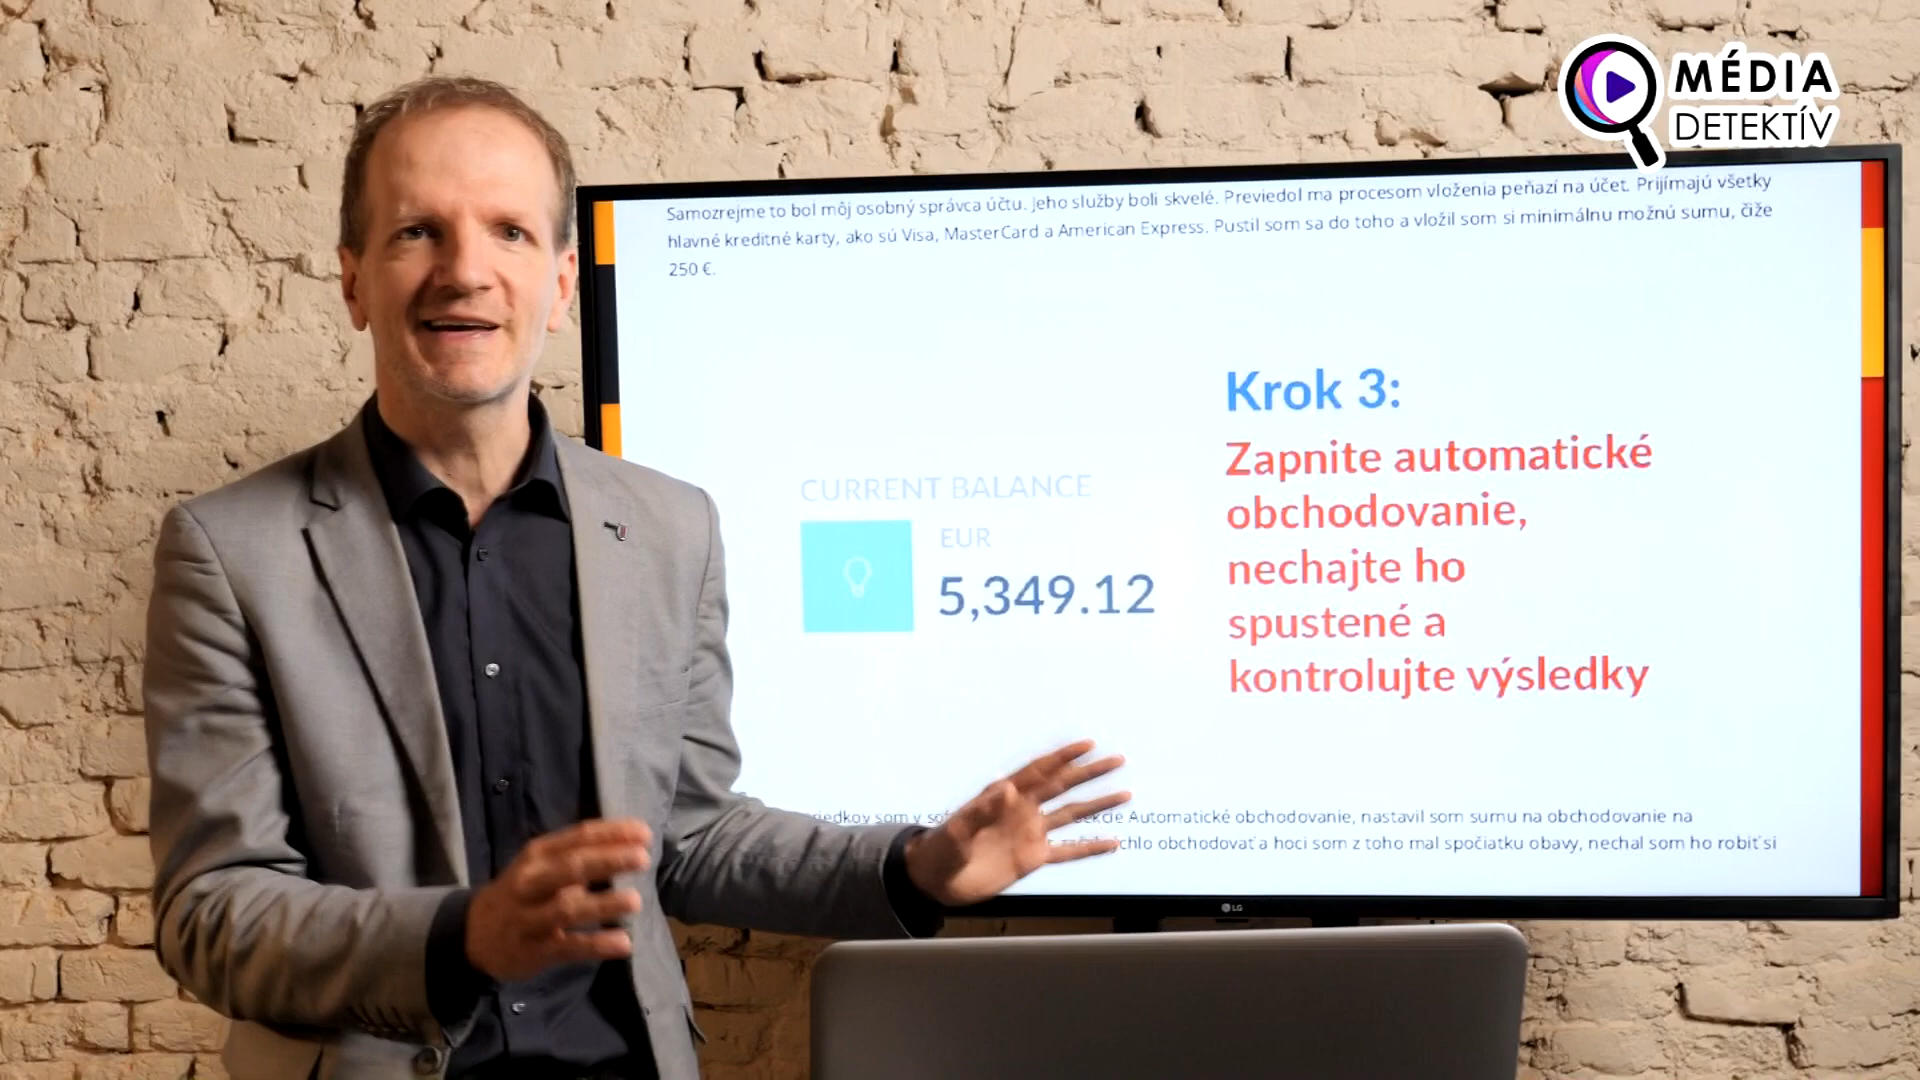 MÉDIA
DETEKTÍV
Samozrejme to bol môj osobný správca účtu. Jeho služby boli skvelé. Previedol ma procesom vloženia peňazí na účet. Prijímajú všetky
hlavné kreditné karty, ako sú Visa, MasterCard a American Express. Pustil som sa do toho a vložil som si minimálnu možnú sumu, čiže
250 €.
CURRENT BALANCE
EUR
5,349.12
Krok 3:
Zapnite automatické
obchodovanie,
nechajte ho
spustené a
kontrolujte výsledky
som v Automatické obchodovanie, nastavil som sumu na obchodovanie na
obchodovať a hoci som z toho mal spočiatku obavy, nechal som ho robiť si
LG